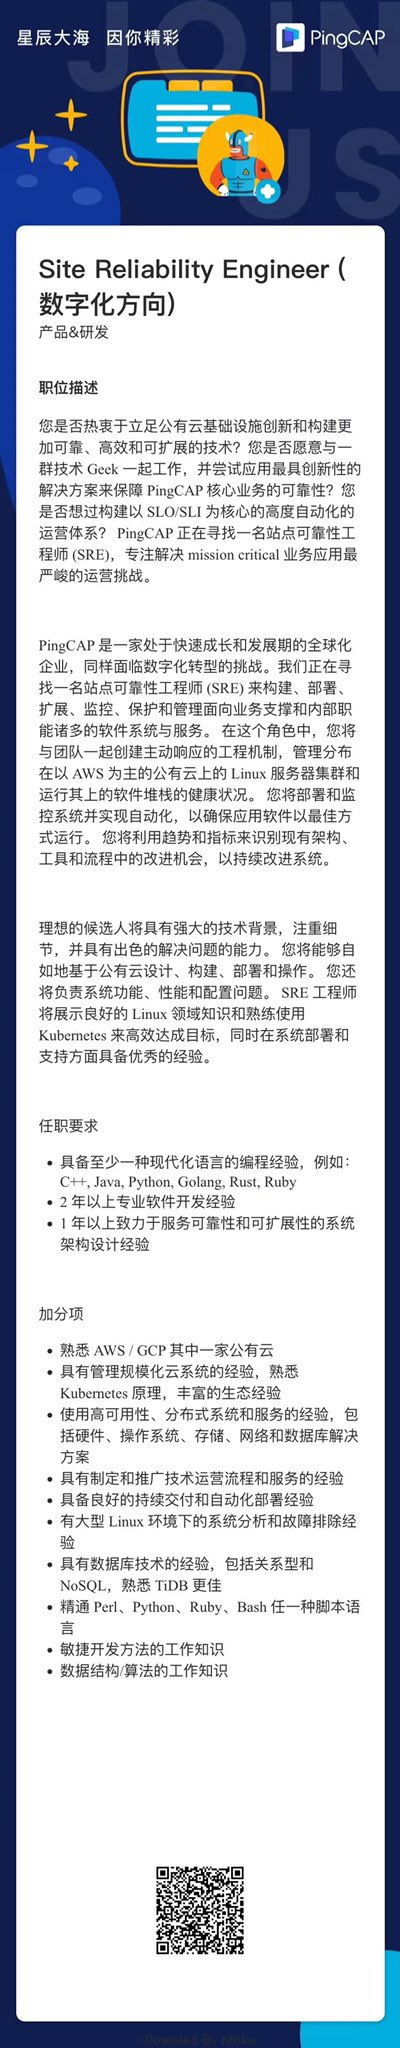 JOIN
US
星辰大海 因你精彩
PingCAP
Site Reliability Engineer (
数字化方向)
产品&研发
职位描述
您是否热衷于立足公有云基础设施创新和构建更
加可靠、高效和可扩展的技术？您是否愿意与一
群技术 Geek 一起工作，并尝试应用最具创新性的
解决方案来保障 PingCAP 核心业务的可靠性？您
是否想过构建以 SLO/SLI 为核心的高度自动化的
运营体系？ PingCAP 正在寻找一名站点可靠性工
程师 (SRE)，专注解决 mission critical 业务应用最
严峻的运营挑战。
PingCAP 是一家处于快速成长和发展期的全球化
企业，同样面临数字化转型的挑战。我们正在寻
找一名站点可靠性工程师 (SRE) 来构建、部署、
扩展、监控、保护和管理面向业务支撑和内部职
能诸多的软件系统与服务。 在这个角色中，您将
与团队一起创建主动响应的工程机制，管理分布
在以 AWS 为主的公有云上的 Linux 服务器集群和
运行其上的软件堆栈的健康状况。 您将部署和监
控系统并实现自动化，以确保应用软件以最佳方
式运行。 您将利用趋势和指标来识别现有架构、
工具和流程中的改进机会，以持续改进系统。
理想的候选人将具有强大的技术背景，注重细
节，并具有出色的解决问题的能力。 您将能够自
如地基于公有云设计、构建、部署和操作。 您还
将负责系统功能、性能和配置问题。 SRE 工程师
将展示良好的 Linux 领域知识和熟练使用
Kubernetes 来高效达成目标，同时在系统部署和
支持方面具备优秀的经验。
任职要求
• 具备至少一种现代化语言的编程经验，例如：
C++, Java, Python, Golang, Rust, Ruby
• 2 年以上专业软件开发经验
• 1 年以上致力于服务可靠性和可扩展性的系统
架构设计经验
加分项
• 熟悉 AWS / GCP 其中一家公有云
• 具有管理规模化云系统的经验，熟悉
Kubernetes 原理，丰富的生态经验
• 使用高可用性、分布式系统和服务的经验，包
括硬件、操作系统、存储、网络和数据库解决
方案
• 具有制定和推广技术运营流程和服务的经验
• 具备良好的持续交付和自动化部署经验
• 有大型 Linux 环境下的系统分析和故障排除经
验
• 具有数据库技术的经验，包括关系型和
NoSQL，熟悉 TiDB 更佳
• 精通 Perl、Python、Ruby、Bash 任一种脚本语
言
• 敏捷开发方法的工作知识
• 数据结构/算法的工作知识
Powered By Moka